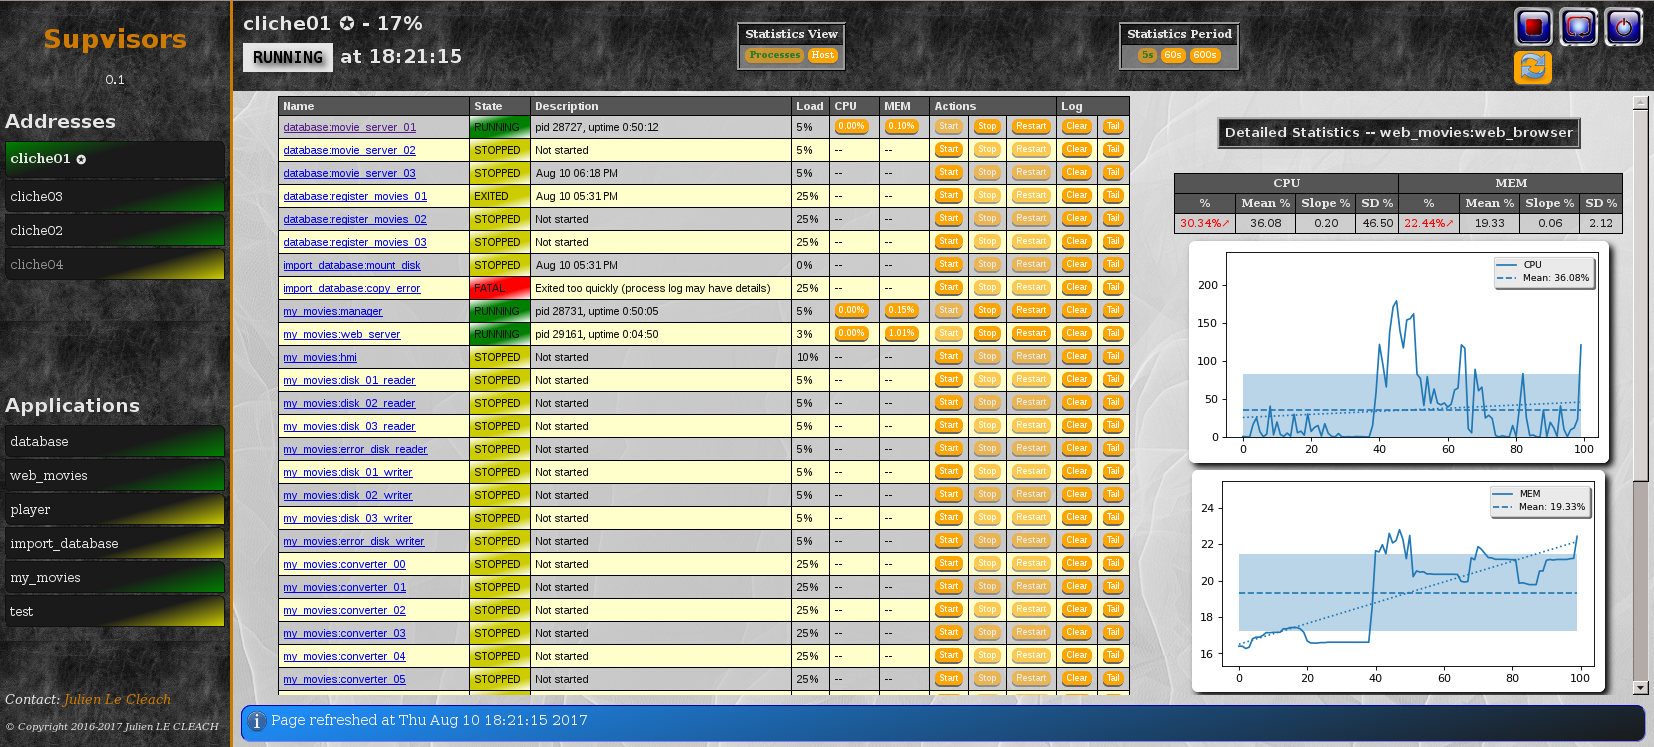 Supvisors
0.1
Addresses
cliche01 ✪
cliche03
cliche02
cliche04
Applications
database
web_movies
player
import_database
my_movies
test
Contact: Julien Le Cléach
© Copyright 2016-2017 Julien LE CLEACH
cliche01 ✪ - 17%
RUNNING at 18:21:15
Statistics View
Processes Host
Statistics Period
5s 60s 600s
Name State Description Load CPU MEM Actions Log
database:movie_server_01 RUNNING pid 28727, uptime 0:50:12 5% 0.00% 0.10% Start Stop Restart Clear Tail
database:movie_server_02 STOPPED Not started 5% -- -- Start Stop Restart Clear Tail
database:movie_server_03 STOPPED Aug 10 06:18 PM 5% -- -- Start Stop Restart Clear Tail
database:register_movies_01 EXITED Aug 10 05:31 PM 25% -- -- Start Stop Restart Clear Tail
database:register_movies_02 STOPPED Not started 25% -- -- Start Stop Restart Clear Tail
database:register_movies_03 STOPPED Not started 25% -- -- Start Stop Restart Clear Tail
import_database:mount_disk STOPPED Aug 10 05:31 PM 0% -- -- Start Stop Restart Clear Tail
import_database:copy_error FATAL Exited too quickly (process log may have details) 25% -- -- Start Stop Restart Clear Tail
my_movies:manager RUNNING pid 28731, uptime 0:50:05 5% 0.00% 0.15% Start Stop Restart Clear Tail
my_movies:web_server RUNNING pid 29161, uptime 0:04:50 3% 0.00% 1.01% Start Stop Restart Clear Tail
my_movies:hmi STOPPED Not started 10% -- -- Start Stop Restart Clear Tail
my_movies:disk_01_reader STOPPED Not started 5% -- -- Start Stop Restart Clear Tail
my_movies:disk_02_reader STOPPED Not started 5% -- -- Start Stop Restart Clear Tail
my_movies:disk_03_reader STOPPED Not started 5% -- -- Start Stop Restart Clear Tail
my_movies:error_disk_reader STOPPED Not started 5% -- -- Start Stop Restart Clear Tail
my_movies:disk_01_writer STOPPED Not started 5% -- -- Start Stop Restart Clear Tail
my_movies:disk_02_writer STOPPED Not started 5% -- -- Start Stop Restart Clear Tail
my_movies:disk_03_writer STOPPED Not started 5% -- -- Start Stop Restart Clear Tail
my_movies:error_disk_writer STOPPED Not started 5% -- -- Start Stop Restart Clear Tail
my_movies:converter_00 STOPPED Not started 25% -- -- Start Stop Restart Clear Tail
my_movies:converter_01 STOPPED Not started 25% -- -- Start Stop Restart Clear Tail
my_movies:converter_02 STOPPED Not started 25% -- -- Start Stop Restart Clear Tail
my_movies:converter_03 STOPPED Not started 25% -- -- Start Stop Restart Clear Tail
my_movies:converter_04 STOPPED Not started 25% -- -- Start Stop Restart Clear Tail
my_movies:converter_05 STOPPED Not started 25% -- -- Start Stop Restart Clear Tail
Detailed Statistics -- web_movies:web_browser
CPU MEM
% Mean % Slope % SD % % Mean % Slope % SD %
30.34%↗ 36.08 0.20 46.50 22.44%↗ 19.33 0.06 2.12
CPU
Mean: 36.08%
200
150
100
50
0
0 20 40 60 80 100
MEM
Mean: 19.33%
24
22
20
18
16
0 20 40 60 80 100
Page refreshed at Thu Aug 10 18:21:15 2017